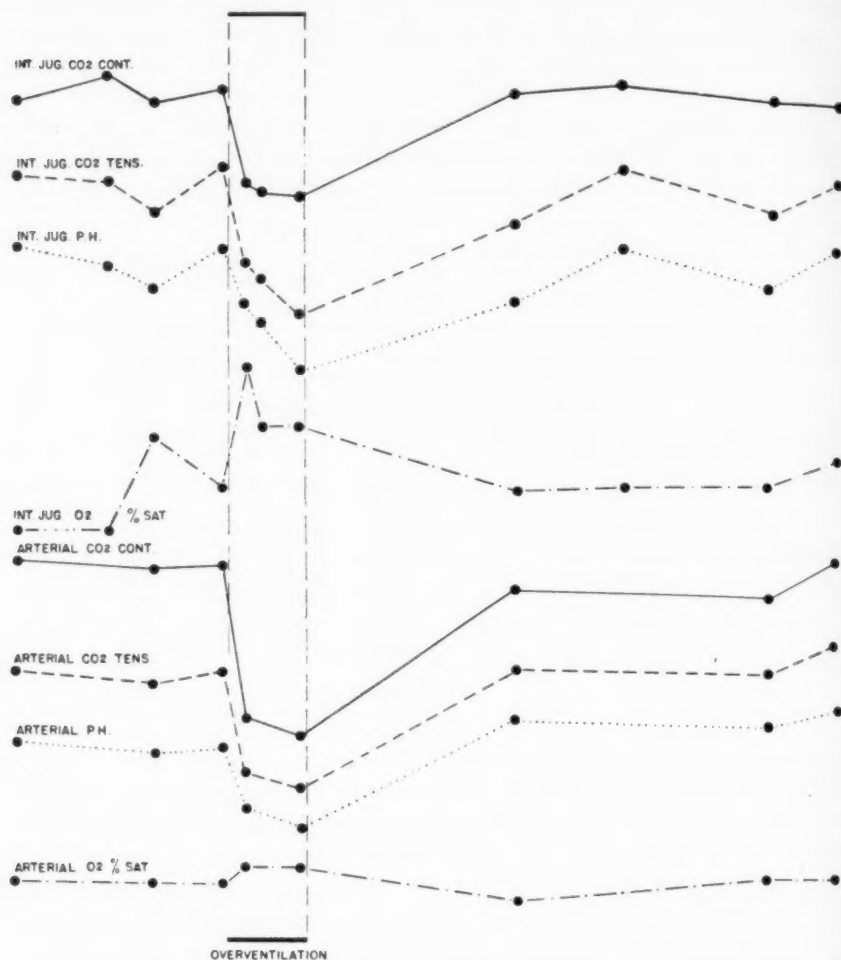 INT. JUG. CO2 CONT.
INT. JUG. CO2 TENS.
INT. JUG. P.H.
INT. JUG. O2 % SAT
ARTERIAL CO2 CONT.
ARTERIAL CO2 TENS
ARTERIAL P.H.
ARTERIAL O2 % SAT
OVERVENTILATION